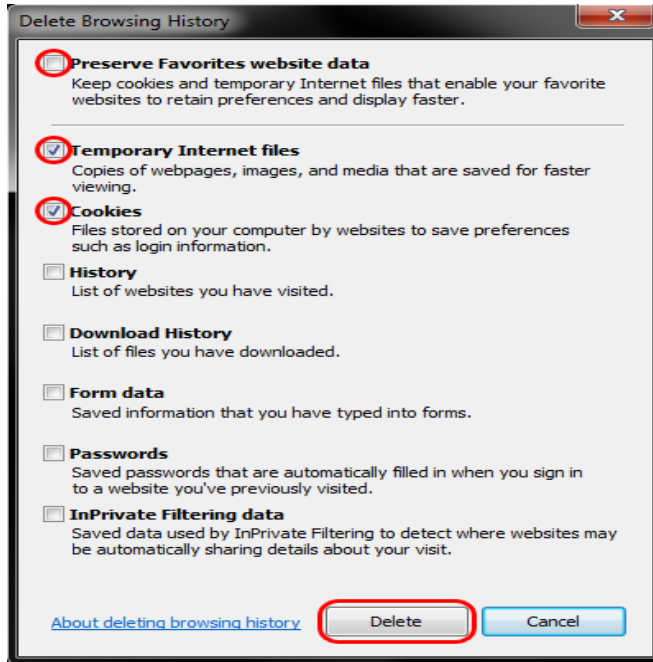 Delete Browsing History
Preserve Favorites website data
Keep cookies and temporary Internet files that enable your favorite
websites to retain preferences and display faster.
Temporary Internet files
Copies of webpages, images, and media that are saved for faster
viewing.
Cookies
Files stored on your computer by websites to save preferences
such as login information.
History
List of websites you have visited.
Download History
List of files you have downloaded.
Form data
Saved information that you have typed into forms.
Passwords
Saved passwords that are automatically filled in when you sign in
to a website you've previously visited.
InPrivate Filtering data
Saved data used by InPrivate Filtering to detect where websites may
be automatically sharing details about your visit.
About deleting browsing history Delete Cancel